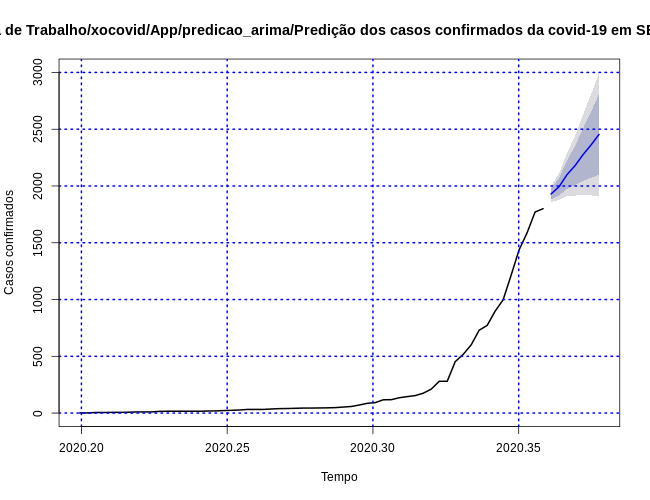 de Trabalho/xocovid/App/predicao_arima/Predição dos casos confirmados da covid-19 em SE
3000
2500
2000
1500
1000
500
0
Casos confirmados
2020.20 2020.25 2020.30 2020.35
Tempo